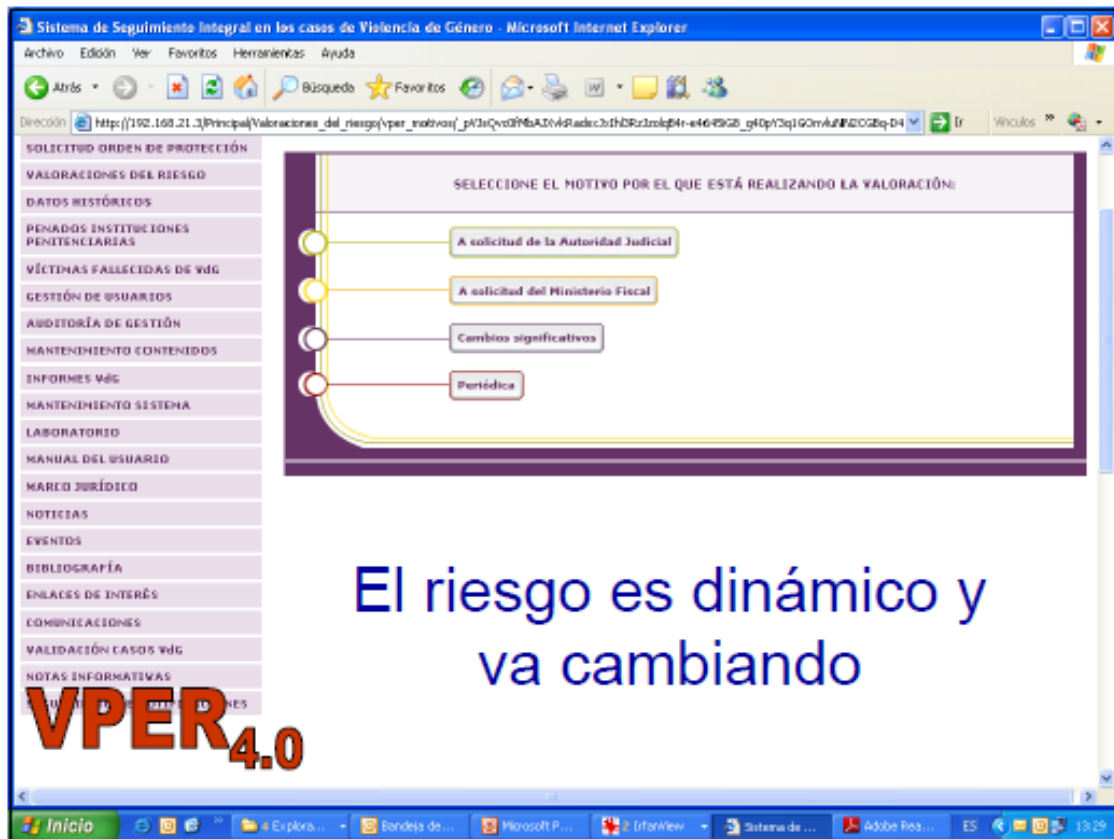 Sistema de Seguimiento Integral en los casos de Violencia de Género - Microsoft Internet Explorer
Archivo Edición Ver Favoritos Herramientas Ayuda
Atrás Búsqueda Favoritos
Dirección Ir Vínculos
SOLICITUD ORDEN DE PROTECCIÓN
VALORACIONES DEL RIESGO
DATOS HISTÓRICOS
PENADOS INSTITUCIONES
PENITENCIARIAS
VÍCTIMAS FALLECIDAS DE VdG
GESTIÓN DE USUARIOS
AUDITORÍA DE GESTIÓN
MANTENIMIENTO CONTENIDOS
INFORMES VdG
MANTENIMIENTO SISTEMA
LABORATORIO
MANUAL DEL USUARIO
MARCO JURÍDICO
NOTICIAS
EVENTOS
BIBLIOGRAFÍA
ENLACES DE INTERÉS
COMUNICACIONES
VALIDACIÓN CASOS VdG
NOTAS INFORMATIVAS
SELECCIONE EL MOTIVO POR EL QUE ESTÁ REALIZANDO LA VALORACIÓN:
A solicitud de la Autoridad Judicial
A solicitud del Ministerio Fiscal
Cambios significativos
Periódica
El riesgo es dinámico y
va cambiando
VPER 4.0
Inicio 4 Explora... Bandeja de... Microsoft P... 2 IrfanView Sistema de ... Adobe Rea... ES 13:29